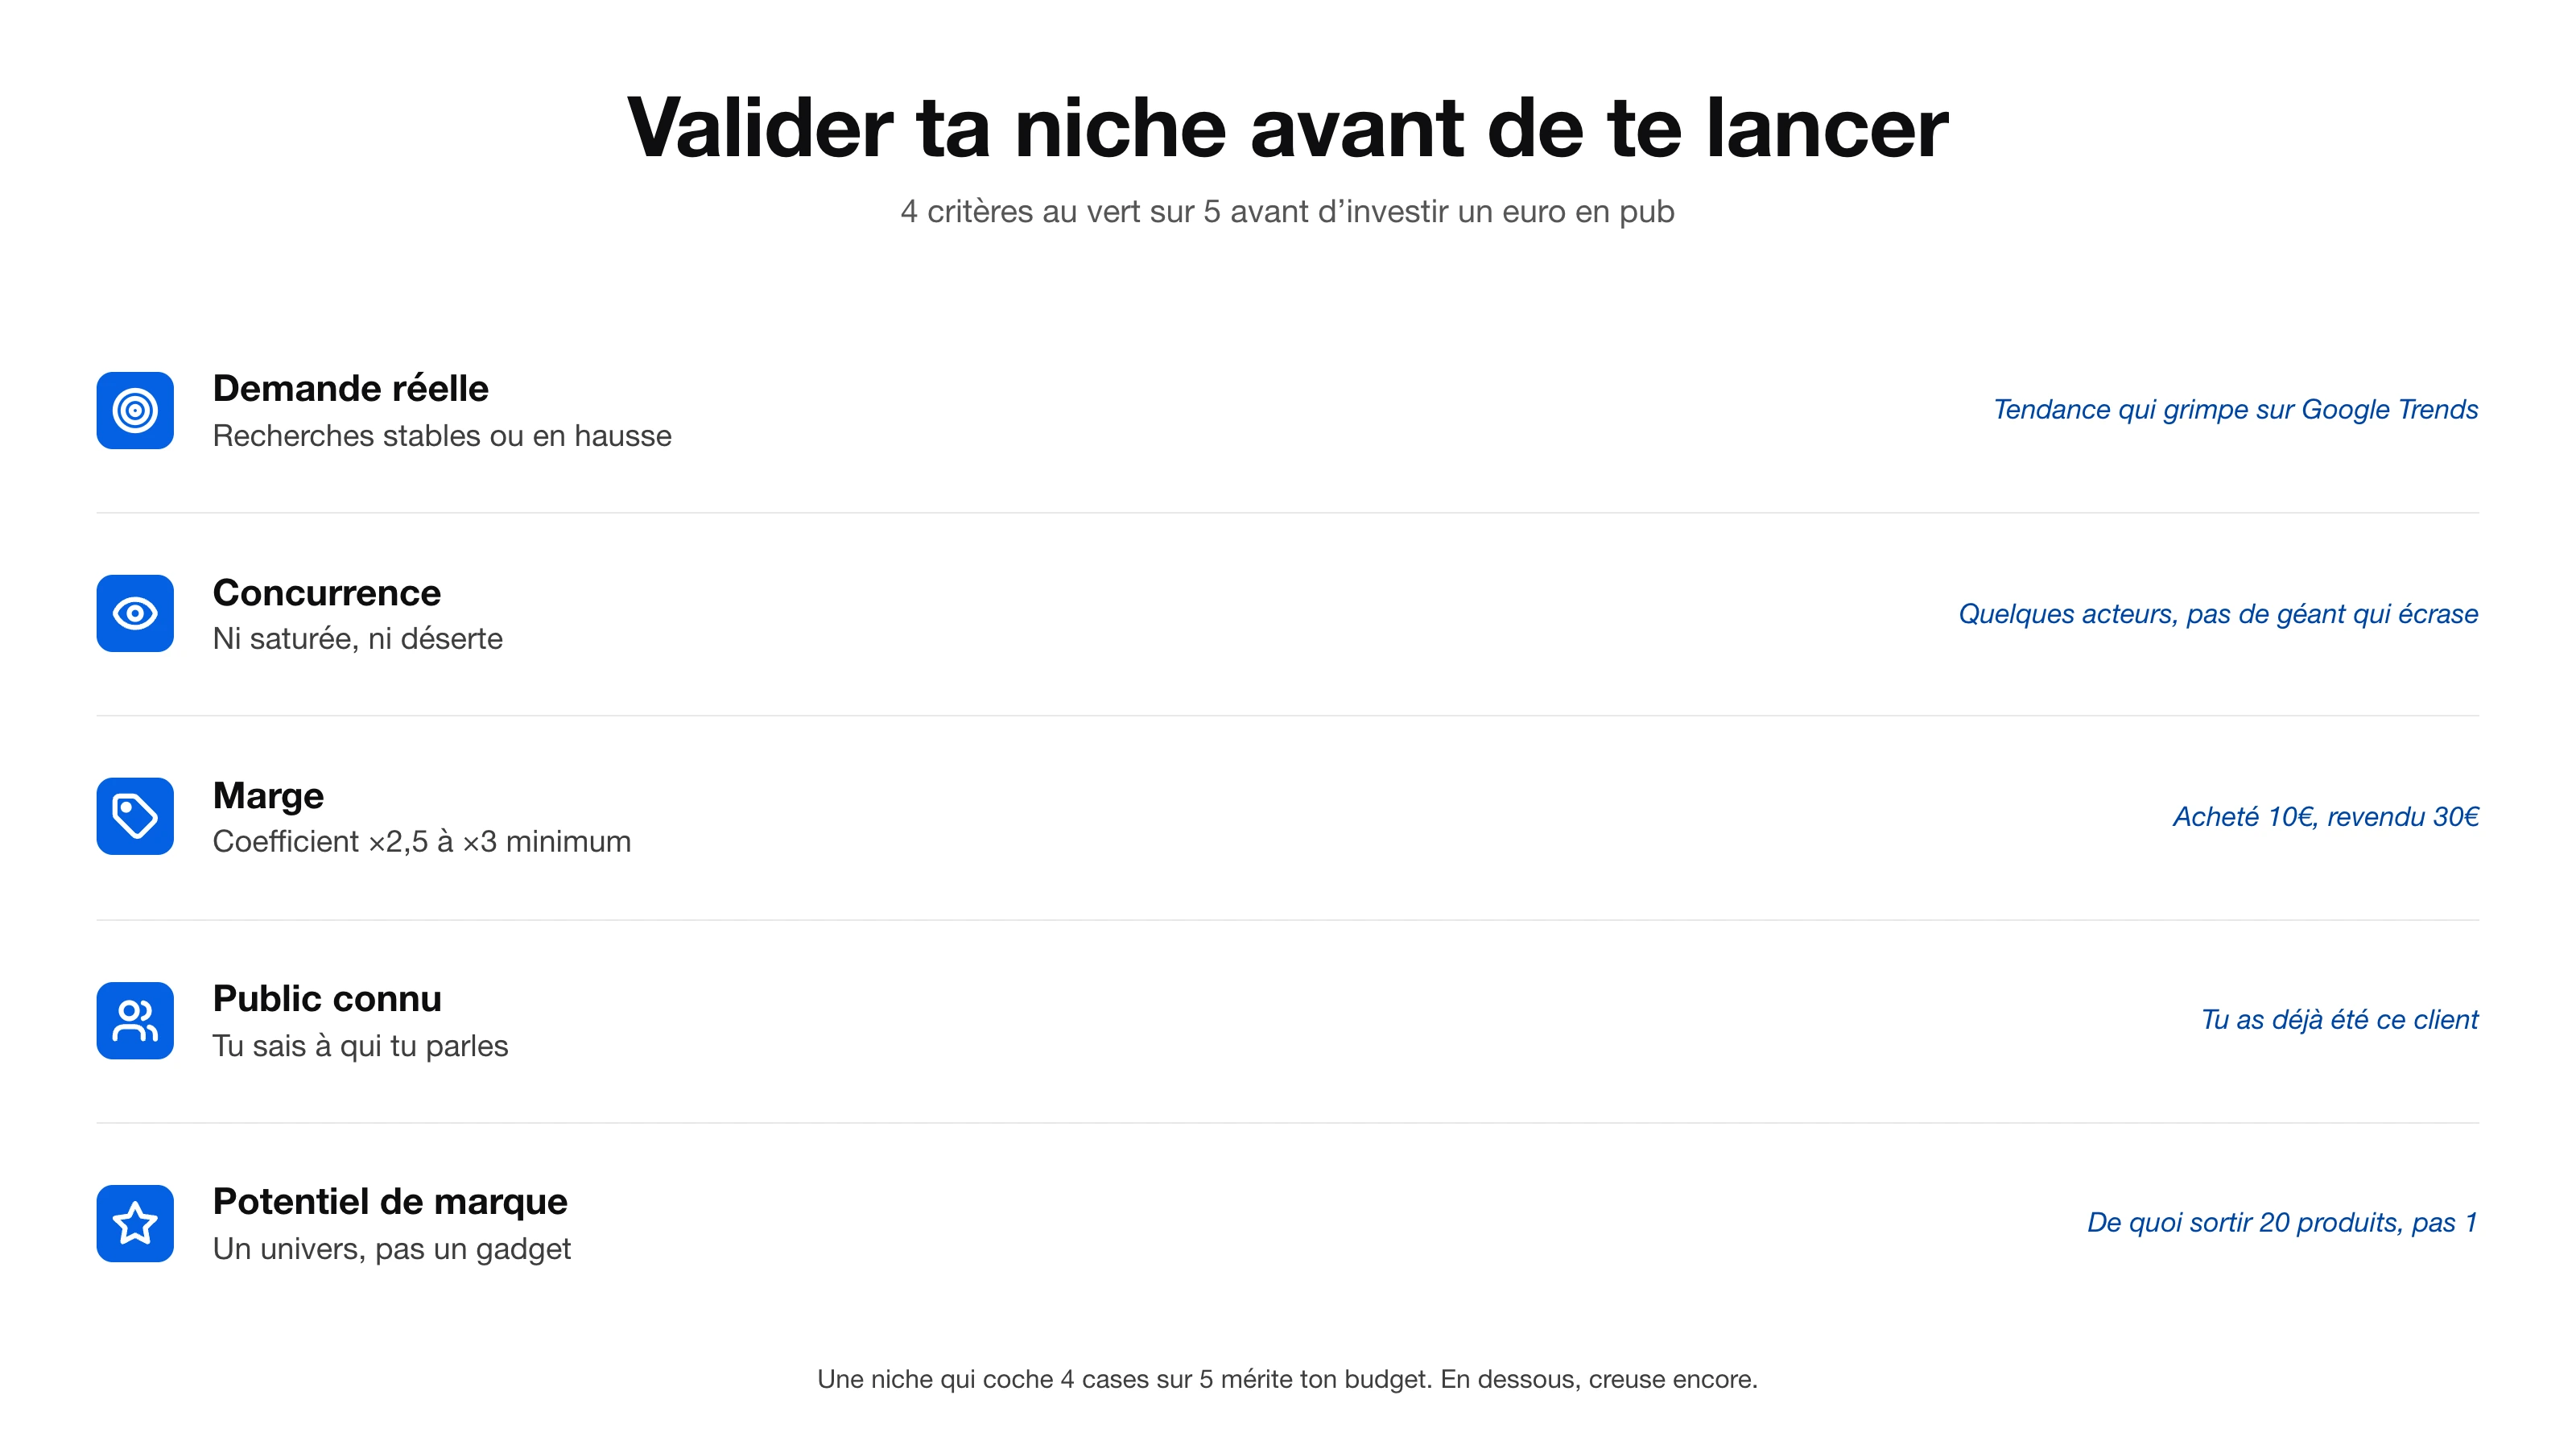 Valider ta niche avant de te lancer
4 critères au vert sur 5 avant d’investir un euro en pub
Demande réelle
Recherches stables ou en hausse
Tendance qui grimpe sur Google Trends
Concurrence
Ni saturée, ni déserte
Quelques acteurs, pas de géant qui écrase
Marge
Coefficient ×2,5 à ×3 minimum
Acheté 10€, revendu 30€
Public connu
Tu sais à qui tu parles
Tu as déjà été ce client
Potentiel de marque
Un univers, pas un gadget
De quoi sortir 20 produits, pas 1
Une niche qui coche 4 cases sur 5 mérite ton budget. En dessous, creuse encore.